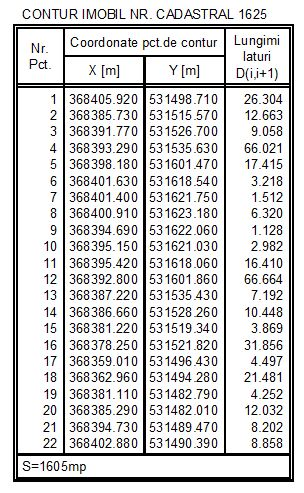 CONTUR IMOBIL NR. CADASTRAL 1625
Nr. Pct. Coordonate pct.de contur Lungimi laturi D(i,i+1)
X [m] Y [m]
1 368405.920 531498.710 26.304
2 368385.730 531515.570 12.663
3 368391.770 531526.700 9.058
4 368393.290 531535.630 66.021
5 368398.180 531601.470 17.415
6 368401.630 531618.540 3.218
7 368401.400 531621.750 1.512
8 368400.910 531623.180 6.320
9 368394.690 531622.060 1.128
10 368395.150 531621.030 2.982
11 368395.420 531618.060 16.410
12 368392.800 531601.860 66.664
13 368387.220 531535.430 7.192
14 368386.660 531528.260 10.448
15 368381.220 531519.340 3.869
16 368378.250 531521.820 31.856
17 368359.010 531496.430 4.497
18 368362.960 531494.280 21.481
19 368381.110 531482.790 4.252
20 368385.290 531482.010 12.032
21 368394.730 531489.470 8.202
22 368402.880 531490.390 8.858
S=1605mp